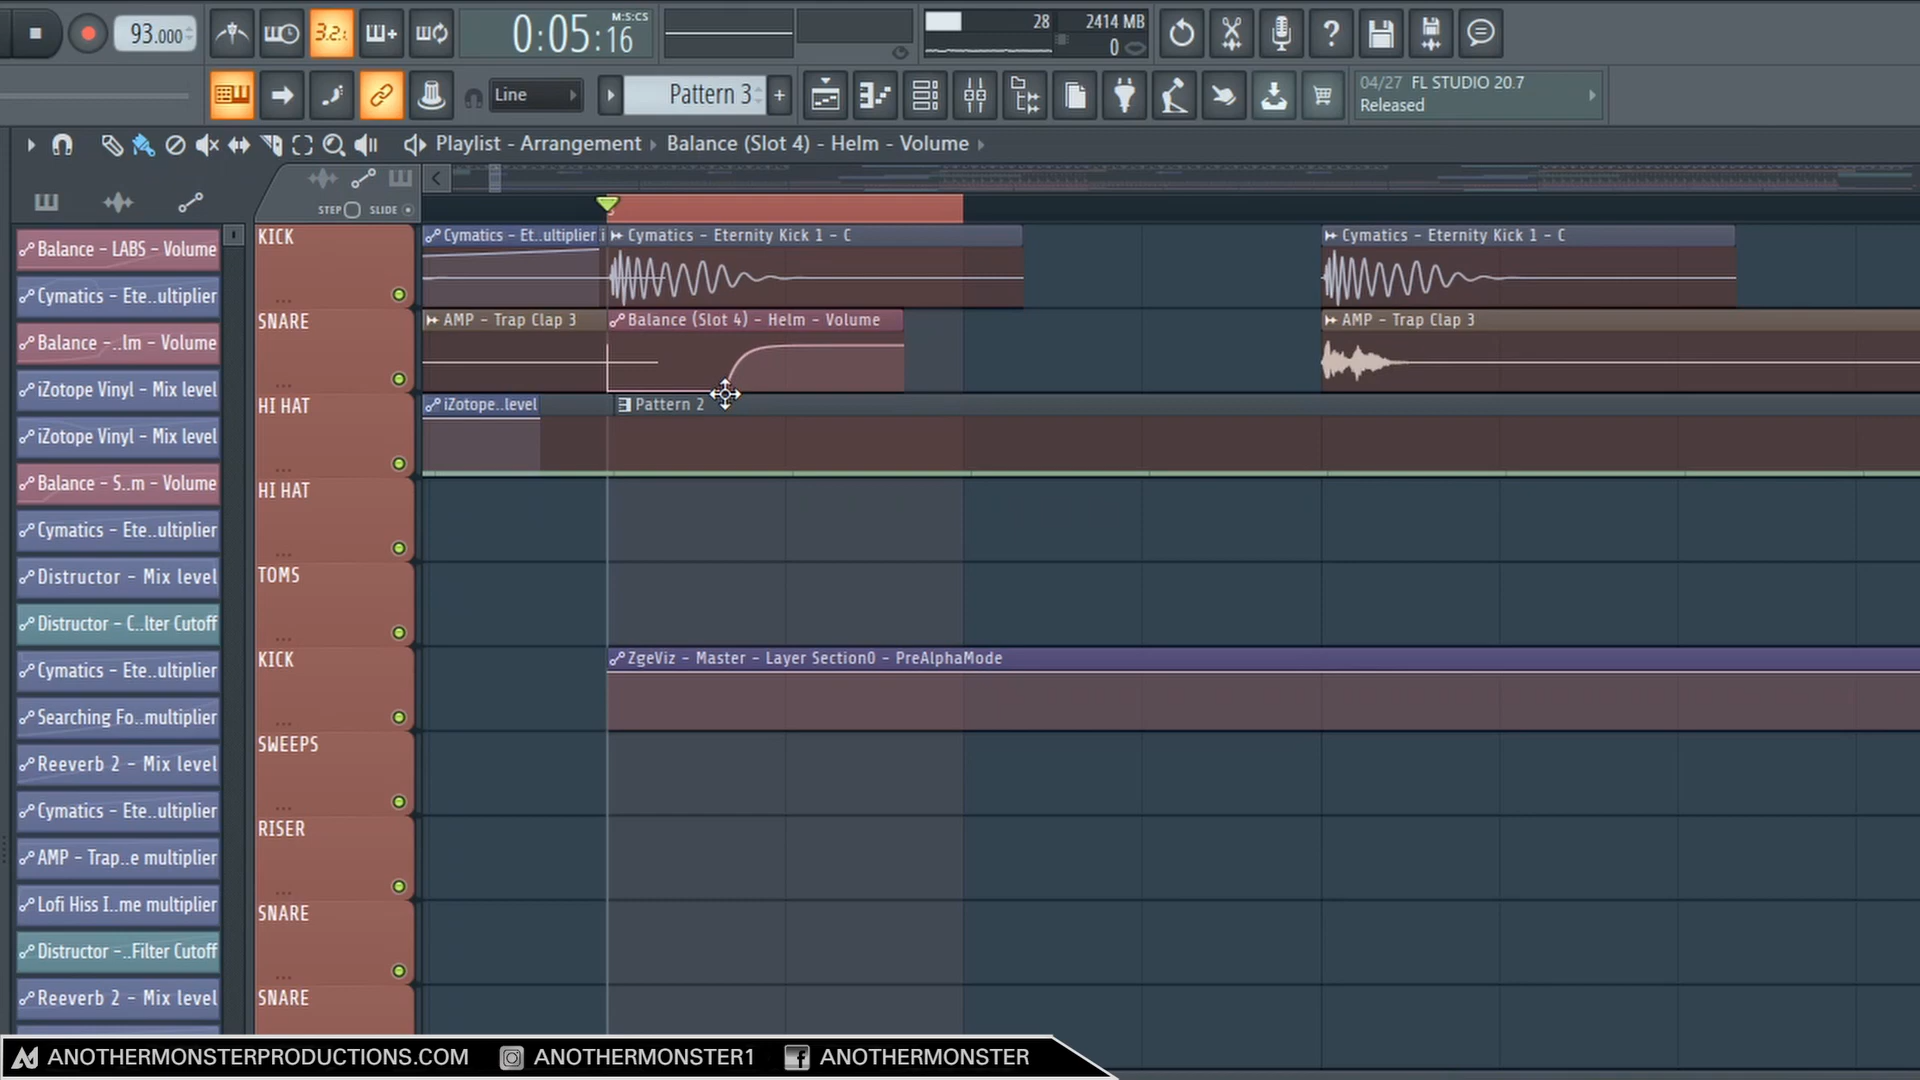 93.000
3.2.
0:05:16
M:S:CS
28
2414 MB
0
Line
Pattern 3
04/27 FL STUDIO 20.7
Released
Playlist - Arrangement
Balance (Slot 4) - Helm - Volume
STEP
SLIDE
Balance - LABS - Volume
Cymatics - Ete..ultiplier
Balance -..lm - Volume
iZotope Vinyl - Mix level
iZotope Vinyl - Mix level
Balance - S..m - Volume
Cymatics - Ete..ultiplier
Distructor - Mix level
Distructor - C..lter Cutoff
Cymatics - Ete..ultiplier
Searching Fo..multiplier
Reeverb 2 - Mix level
Cymatics - Ete..ultiplier
AMP - Trap..e multiplier
Lofi Hiss I..me multiplier
Distructor -..Filter Cutoff
Reeverb 2 - Mix level
KICK
Cymatics - Et..ultiplier
Cymatics - Eternity Kick 1 - C
Cymatics - Eternity Kick 1 - C
SNARE
AMP - Trap Clap 3
Balance (Slot 4) - Helm - Volume
AMP - Trap Clap 3
HI HAT
iZotope..level
Pattern 2
HI HAT
TOMS
KICK
ZgeViz - Master - Layer Section0 - PreAlphaMode
SWEEPS
RISER
SNARE
SNARE
ANOTHERMONSTERPRODUCTIONS.COM
ANOTHERMONSTER1
ANOTHERMONSTER